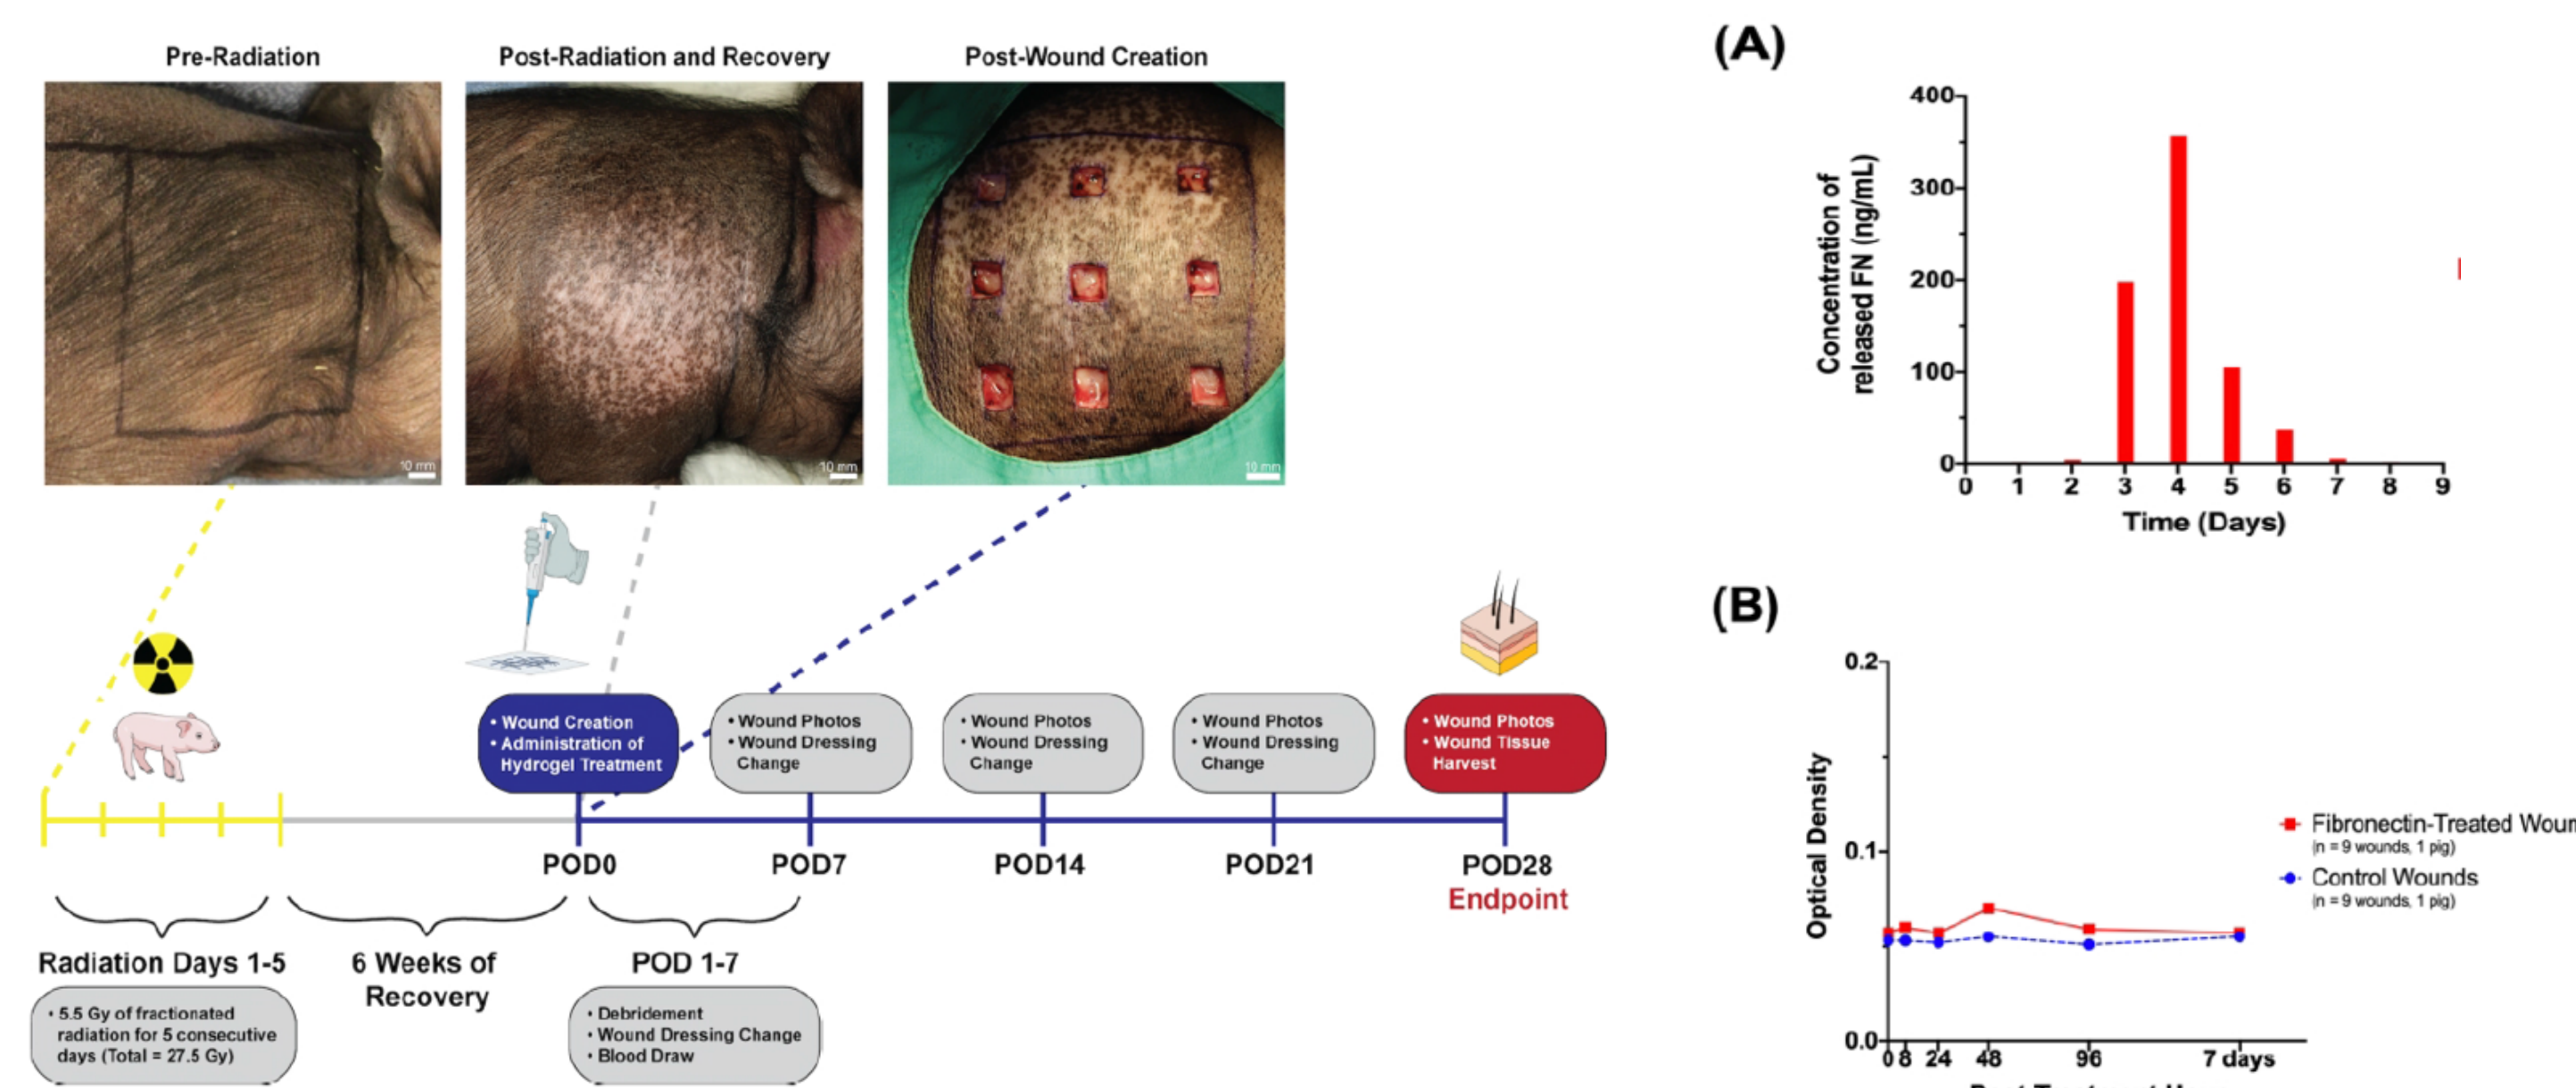 Pre-Radiation
Post-Radiation and Recovery
Post-Wound Creation
10 mm
10 mm
10 mm
• Wound Creation
• Administration of
Hydrogel Treatment
• Wound Photos
• Wound Dressing
Change
• Wound Photos
• Wound Dressing
Change
• Wound Photos
• Wound Dressing
Change
• Wound Photos
• Wound Tissue
Harvest
POD0
POD7
POD14
POD21
POD28
Endpoint
Radiation Days 1-5
• 5.5 Gy of fractionated
radiation for 5 consecutive
days (Total = 27.5 Gy)
6 Weeks of
Recovery
POD 1-7
• Debridement
• Wound Dressing Change
• Blood Draw
(A)
Concentration of
released FN (ng/mL)
400
300
200
100
0
0 1 2 3 4 5 6 7 8 9
Time (Days)
(B)
Optical Density
0.2
0.1
0.0
0 8 24 48 96 7 days
Fibronectin-Treated
(n = 9 wounds, 1 pig)
Control Wounds
(n = 9 wounds, 1 pig)